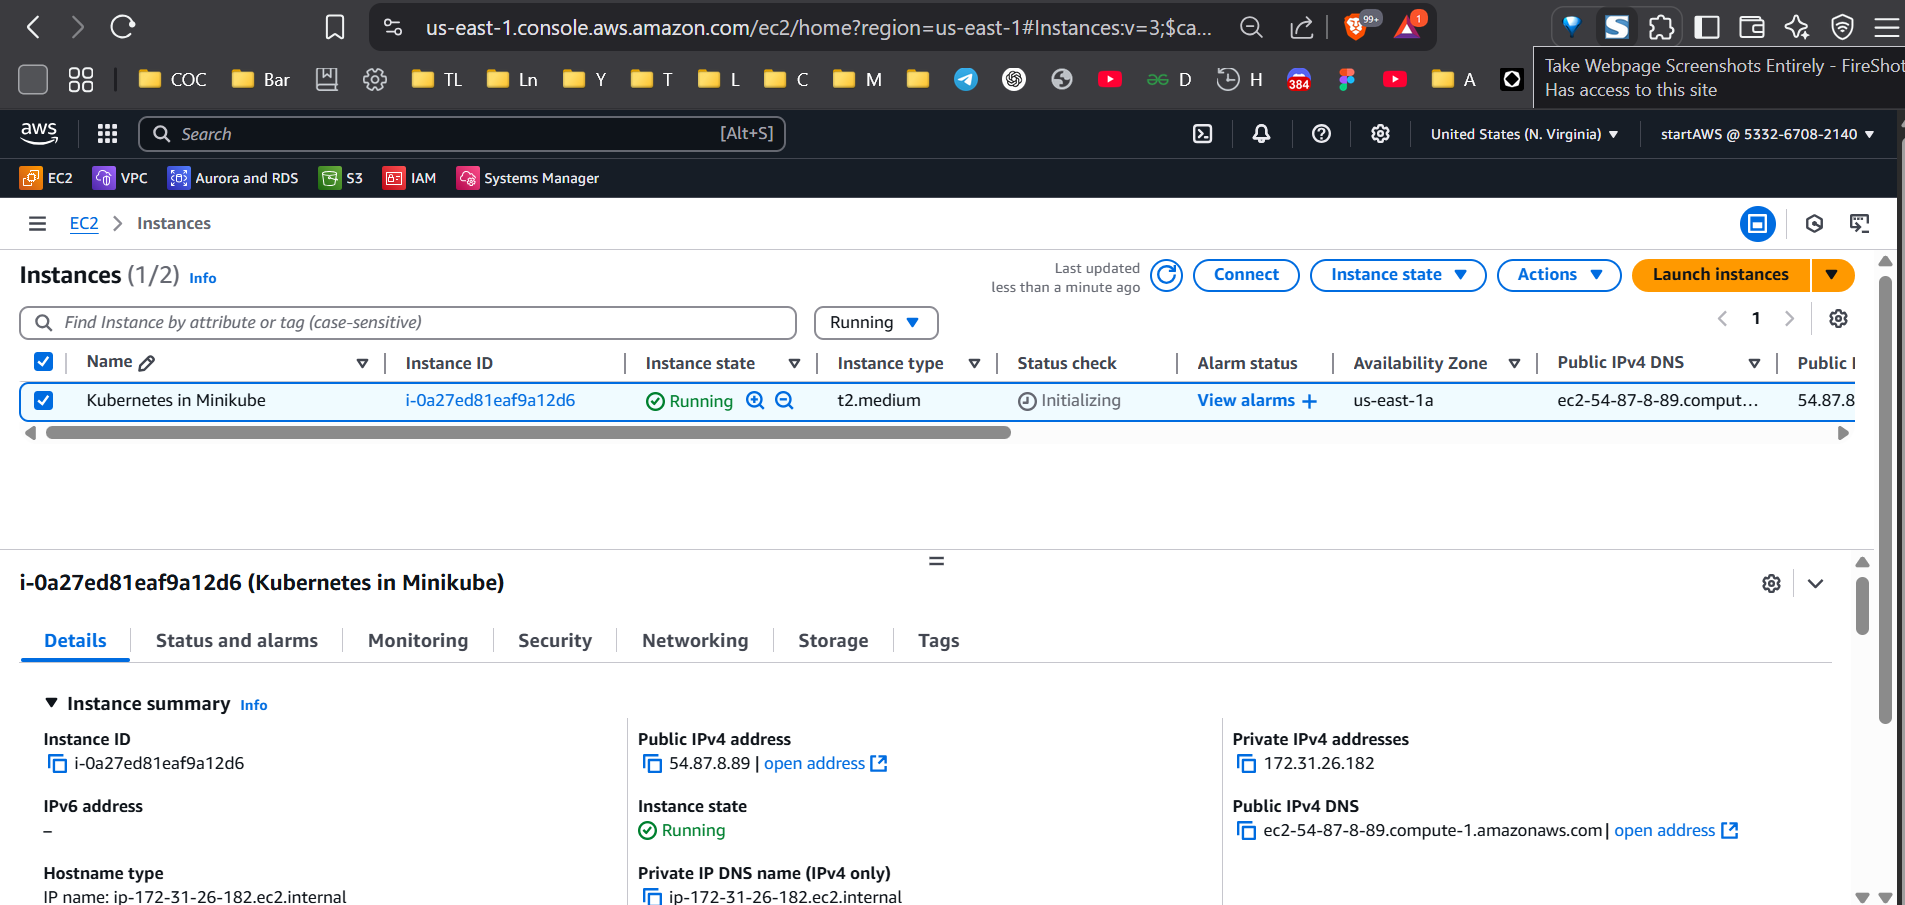 us-east-1.console.aws.amazon.com/ec2/home?region=us-east-1#Instances:v=3;$ca...
99+
1
COC
Bar
TL
Ln
Y
T
L
C
M
D
H
384
A
Take Webpage Screenshots Entirely - FireShot
Has access to this site
aws
Search
[Alt+S]
United States (N. Virginia)
startAWS @ 5332-6708-2140
EC2
VPC
Aurora and RDS
S3
IAM
Systems Manager
EC2
Instances
Instances (1/2) Info
Last updated
less than a minute ago
Connect
Instance state
Actions
Launch instances
Find Instance by attribute or tag (case-sensitive)
Running
1
Name
Instance ID
Instance state
Instance type
Status check
Alarm status
Availability Zone
Public IPv4 DNS
Public I
Kubernetes in Minikube
i-0a27ed81eaf9a12d6
Running
t2.medium
Initializing
View alarms +
us-east-1a
ec2-54-87-8-89.comput...
54.87.8
i-0a27ed81eaf9a12d6 (Kubernetes in Minikube)
Details
Status and alarms
Monitoring
Security
Networking
Storage
Tags
Instance summary Info
Instance ID
i-0a27ed81eaf9a12d6
Public IPv4 address
54.87.8.89 | open address
Private IPv4 addresses
172.31.26.182
IPv6 address
–
Instance state
Running
Public IPv4 DNS
ec2-54-87-8-89.compute-1.amazonaws.com | open address
Hostname type
IP name: ip-172-31-26-182.ec2.internal
Private IP DNS name (IPv4 only)
ip-172-31-26-182.ec2.internal